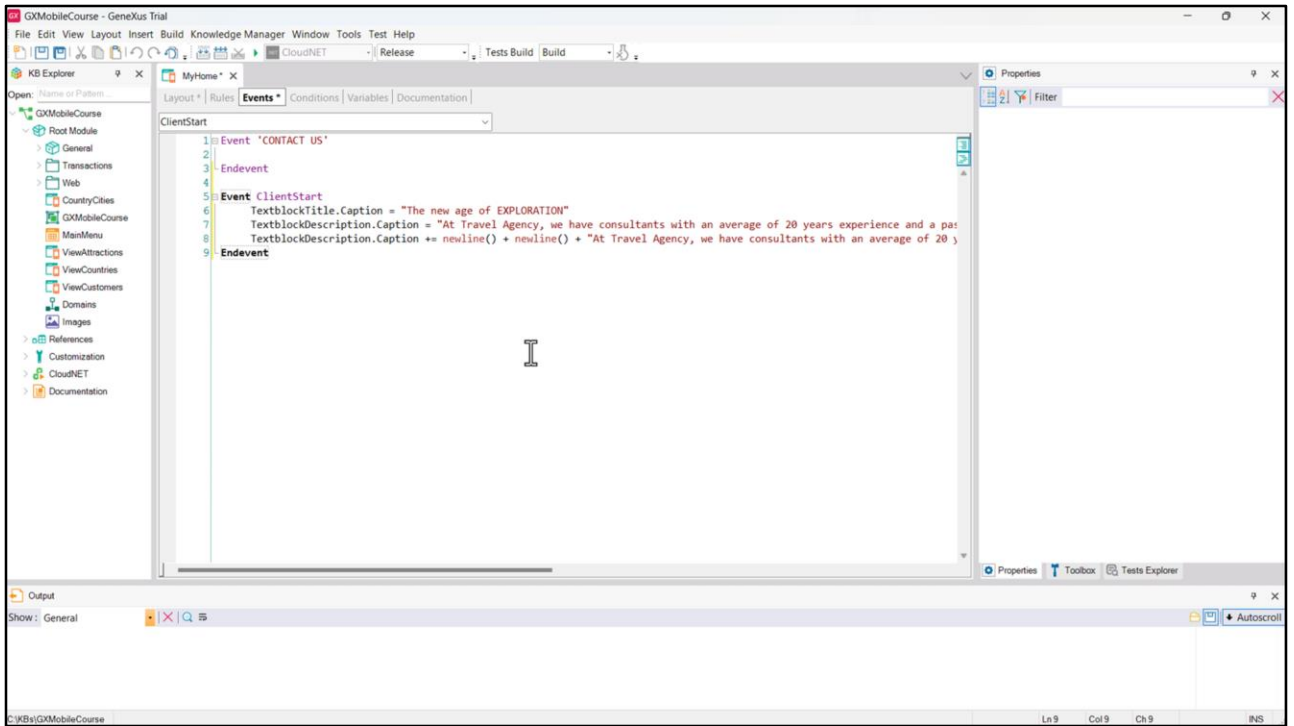 GX GXMobileCourse - GeneXus Trial
File Edit View Layout Insert Build Knowledge Manager Window Tools Test Help
CloudNET Release Tests Build Build
KB Explorer
MyHome* X
Properties
Open: Name or Pattern...
Layout * Rules Events * Conditions Variables Documentation
Filter
GXMobileCourse
Root Module
General
Transactions
Web
CountryCities
GXMobileCourse
MainMenu
ViewAttractions
ViewCountries
ViewCustomers
Domains
Images
References
Customization
CloudNET
Documentation
ClientStart
1 Event 'CONTACT US'
2
3 Endevent
4
5 Event ClientStart
6 TextblockTitle.Caption = "The new age of EXPLORATION"
7 TextblockDescription.Caption = "At Travel Agency, we have consultants with an average of 20 years experience and a pas
8 TextblockDescription.Caption += newline() + newline() + "At Travel Agency, we have consultants with an average of 20 y
9 Endevent
Properties Toolbox Tests Explorer
Output
Show: General
Autoscroll
C:\KBs\GXMobileCourse
Ln 9 Col 9 Ch 9 INS